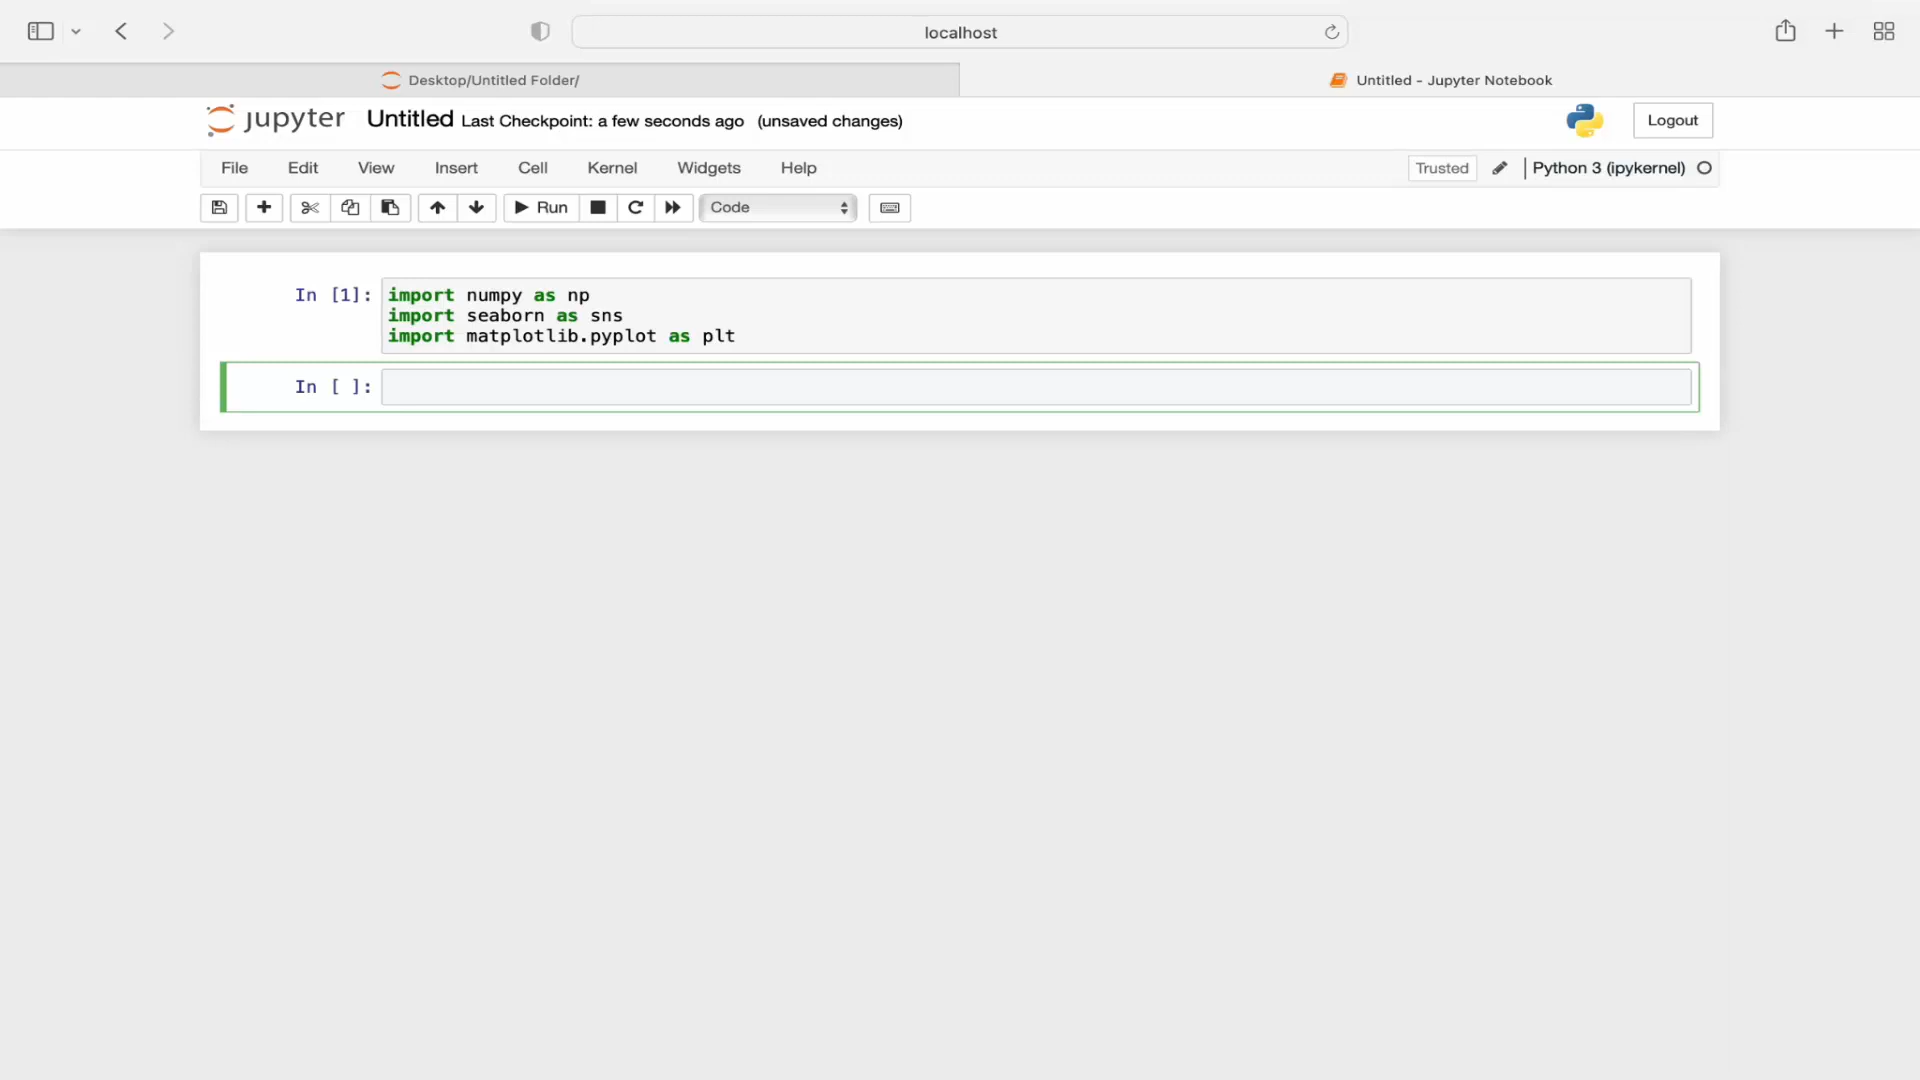 localhost
Desktop/Untitled Folder/
Untitled - Jupyter Notebook
jupyter Untitled Last Checkpoint: a few seconds ago (unsaved changes)
Logout
File Edit View Insert Cell Kernel Widgets Help
Trusted Python 3 (ipykernel)
Run Code
In [1]: import numpy as np
import seaborn as sns
import matplotlib.pyplot as plt
In [ ]: